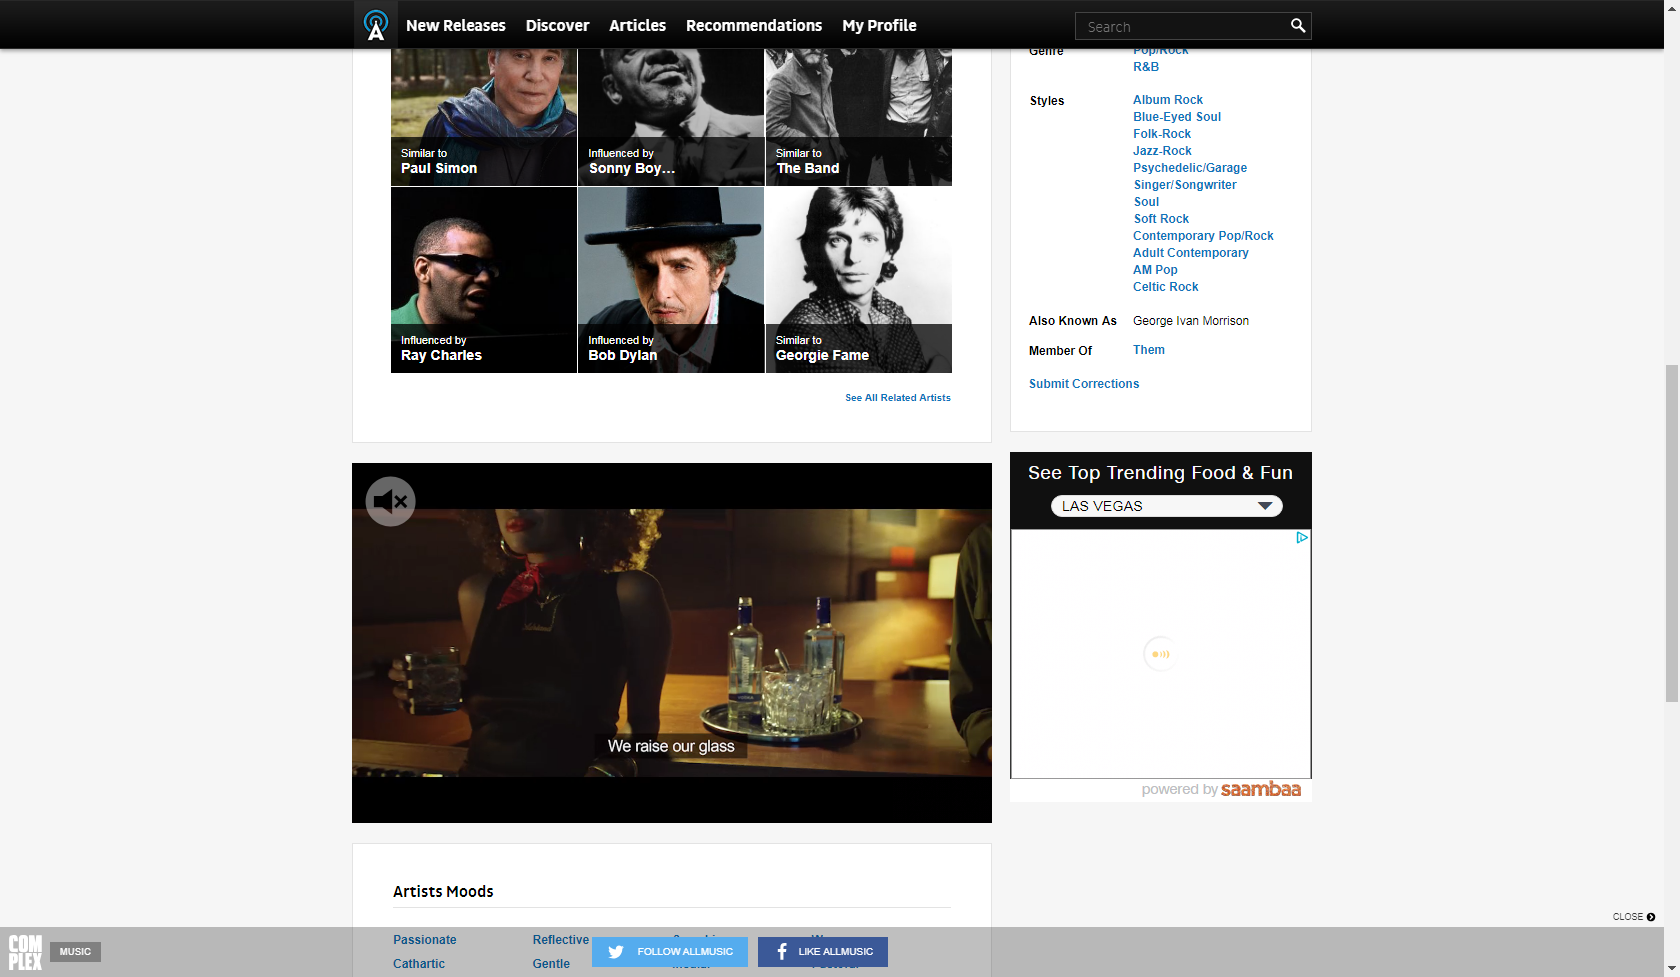 New Releases Discover Articles Recommendations My Profile Search
Similar to
Paul Simon
Influenced by
Sonny Boy...
Similar to
The Band
Influenced by
Ray Charles
Influenced by
Bob Dylan
Similar to
Georgie Fame
See All Related Artists
Genre Pop/Rock
R&B
Styles Album Rock
Blue-Eyed Soul
Folk-Rock
Jazz-Rock
Psychedelic/Garage
Singer/Songwriter
Soul
Soft Rock
Contemporary Pop/Rock
Adult Contemporary
AM Pop
Celtic Rock
Also Known As George Ivan Morrison
Member Of Them
Submit Corrections
We raise our glass
See Top Trending Food & Fun
LAS VEGAS
powered by saambaa
Artists Moods
Passionate Reflective
Cathartic Gentle
CLOSE
COMPLEX
MUSIC
FOLLOW ALLMUSIC
LIKE ALLMUSIC